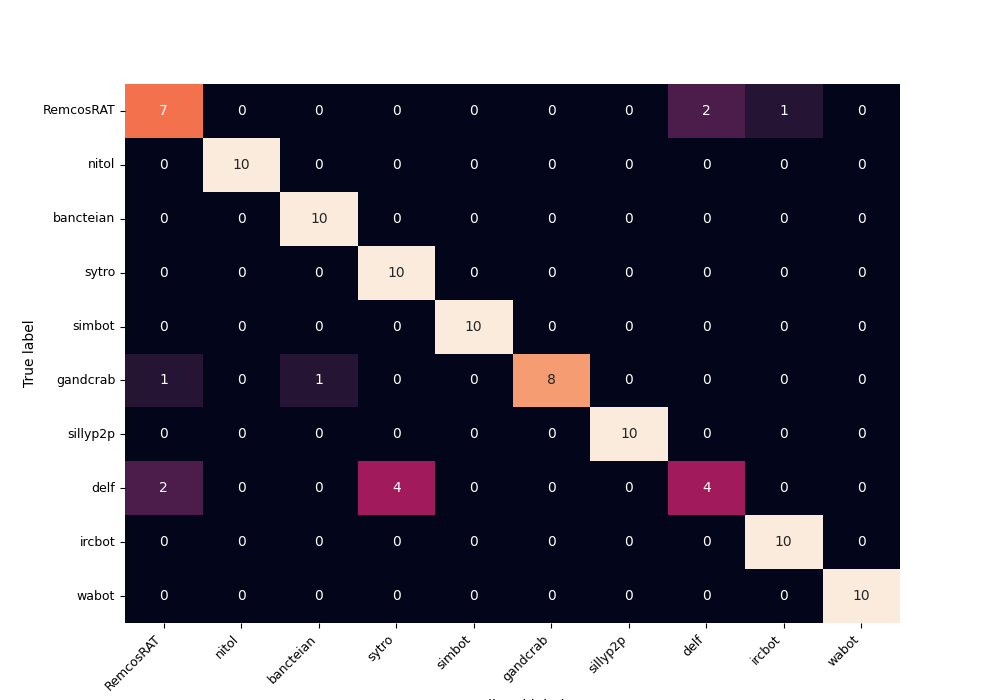 RemcosRAT 7 0 0 0 0 0 0 2 1 0
nitol 0 10 0 0 0 0 0 0 0 0
bancteian 0 0 10 0 0 0 0 0 0 0
sytro 0 0 0 10 0 0 0 0 0 0
simbot 0 0 0 0 10 0 0 0 0 0
gandcrab 1 0 1 0 0 8 0 0 0 0
sillyp2p 0 0 0 0 0 0 10 0 0 0
delf 2 0 0 4 0 0 0 4 0 0
ircbot 0 0 0 0 0 0 0 0 10 0
wabot 0 0 0 0 0 0 0 0 0 10
True label
RemcosRAT nitol bancteian sytro simbot gandcrab sillyp2p delf ircbot wabot